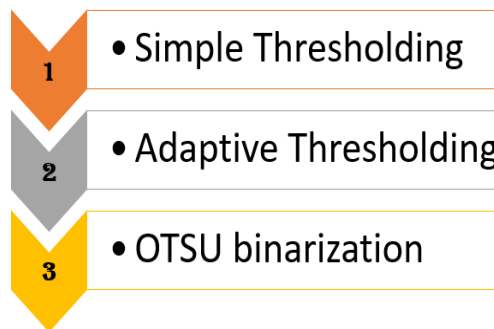 1
• Simple Thresholding
2
• Adaptive Thresholding
3
• OTSU binarization